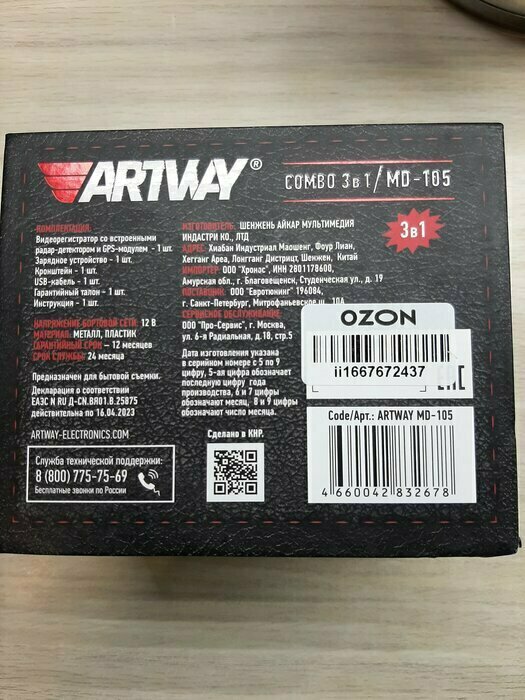 ARTWAY®
COMBO 3в1/MD-105
КОМПЛЕКТАЦИЯ:
Видеорегистратор со встроенными
радар-детектором и GPS-модулем - 1 шт.
Зарядное устройство - 1 шт.
Кронштейн - 1 шт.
USB-кабель - 1 шт.
Гарантийный талон - 1 шт.
Инструкция - 1 шт.
НАПРЯЖЕНИЕ БОРТОВОЙ СЕТИ: 12 В
МАТЕРИАЛ: МЕТАЛЛ, ПЛАСТИК
ГАРАНТИЙНЫЙ СРОК - 12 МЕСЯЦЕВ
СРОК СЛУЖБЫ: 24 МЕСЯЦА
Предназначен для бытовой съемки.
Декларация о соответствии
ЕАЭС N RU Д-CN.ВЯ01.В.25875
действительна по 16.04.2023
ARTWAY-ELECTRONICS.COM
Служба технической поддержки:
8 (800) 775-75-69
Бесплатные звонки по России
ИЗГОТОВИТЕЛЬ: ШЕНЖЕНЬ АЙКАР МУЛЬТИМЕДИЯ
ИНДАСТРИ КО., ЛТД
АДРЕС: Хиабан Индустриал Маошенг, Фоур Лиан,
Хегганг Ареа, Лонгганг Дистрицт, Шенжен, Китай
ИМПОРТЕР: ООО "Хронас", ИНН 2801178600,
Амурская обл., г. Благовещенск, Студенческая ул., д. 19
ПОСТАВЩИК: ООО "Евротюнинг" 196084,
г. Санкт-Петербург, Митрофаньевское ш. 10А
СЕРВИСНОЕ ОБСЛУЖИВАНИЕ:
ООО "Про-Сервис", г. Москва,
ул. 6-я Радиальная, д.18, стр.5
Дата изготовления указана
в серийном номере с 5 по 9
цифру, 5-ая цифра обозначает
последнюю цифру года
производства, 6 и 7 цифры
обозначают месяц, 8 и 9 цифры
обозначают число месяца.
Сделано в КНР.
3в1
OZON
ii1667672437
EAC
Code/Арт.: ARTWAY MD-105
4 660042 832678